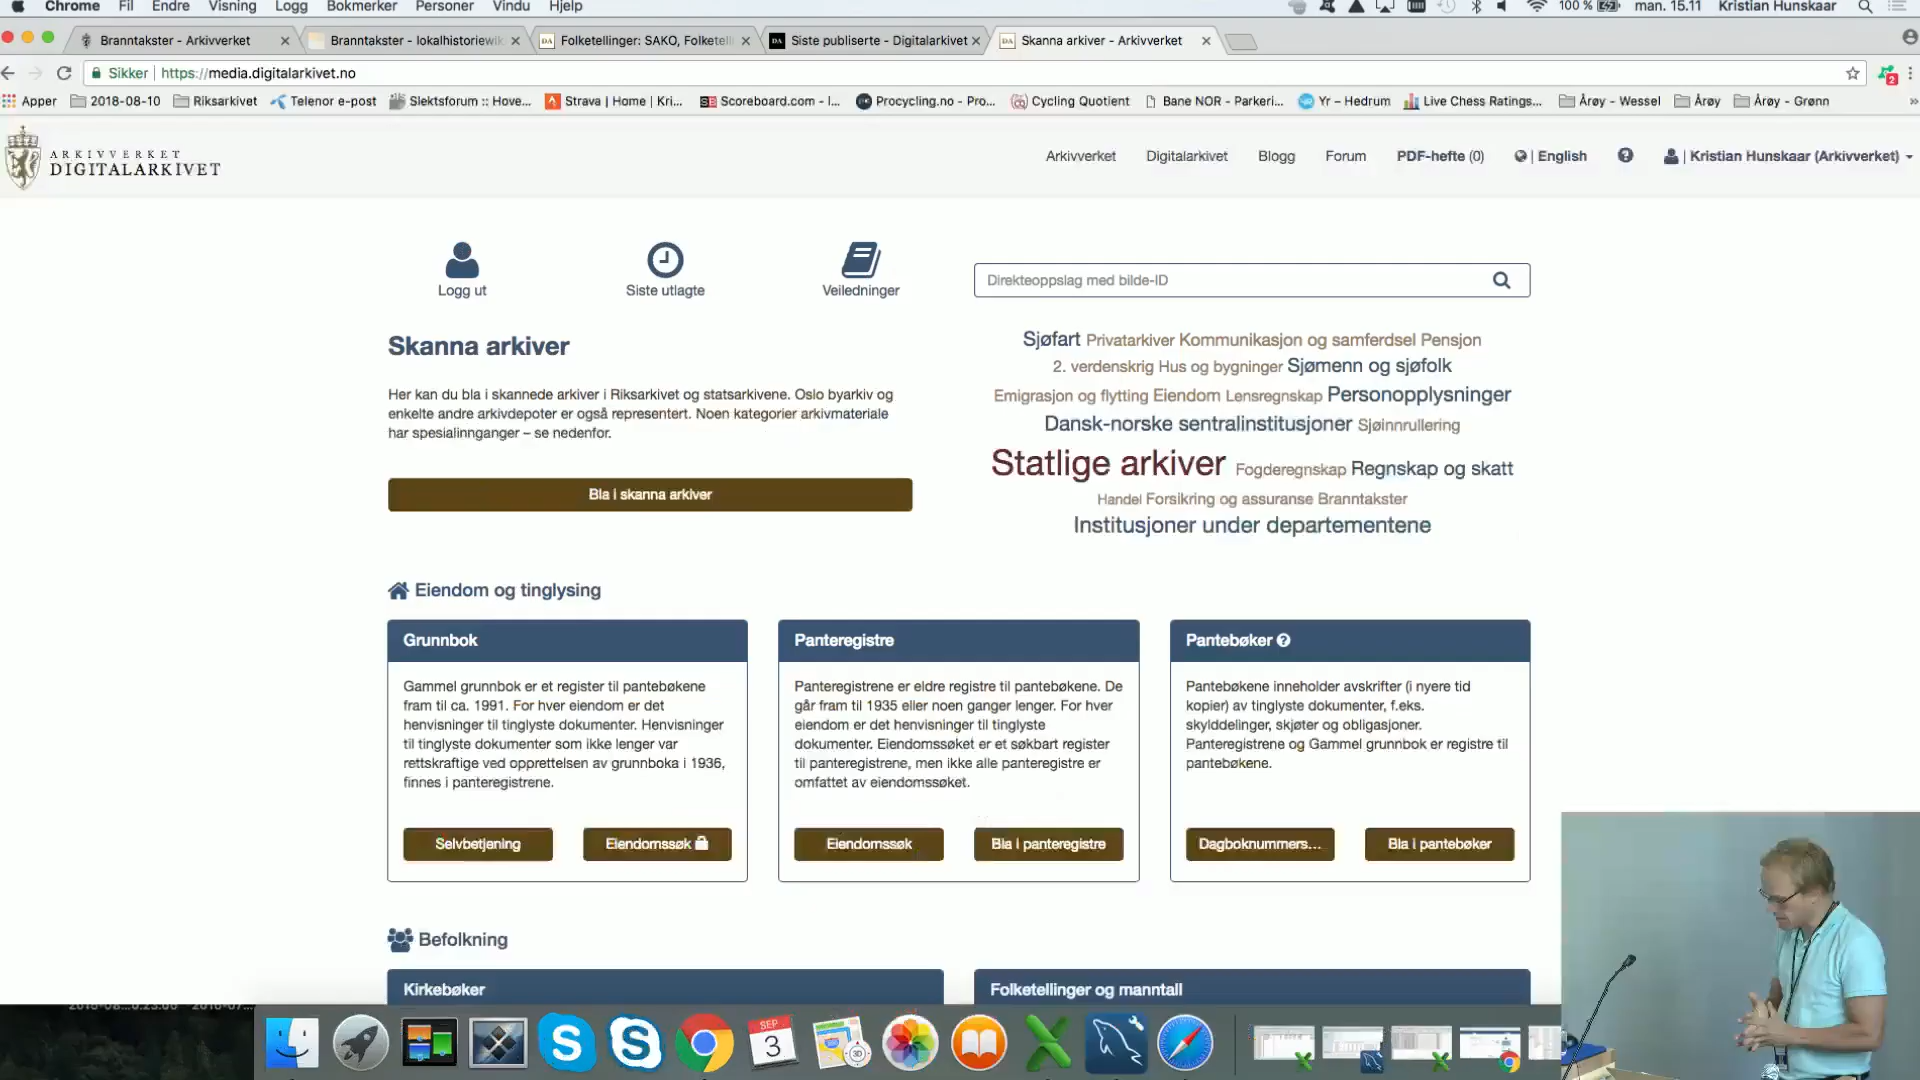 Chrome Fil Endre Visning Logg Bokmerker Personer Vindu Hjelp 100 % man. 15.11 Kristian Hunskaar
Branntakster - Arkivverket Branntakster - lokalhistoriewik Folketellinger: SAKO, Folketell Siste publiserte - Digitalarkivet Skanna arkiver - Arkivverket
Sikker https://media.digitalarkivet.no
Apper 2018-08-10 Riksarkivet Telenor e-post Slektsforum :: Hove... Strava | Home | Kri... Scoreboard.com - l... Procycling.no - Pro... Cycling Quotient Bane NOR - Parkeri... Yr – Hedrum Live Chess Ratings... Årøy – Wessel Årøy Årøy - Grønn »
ARKIVVERKET
DIGITALARKIVET
Arkivverket Digitalarkivet Blogg Forum PDF-hefte (0) | English | Kristian Hunskaar (Arkivverket)
Logg ut Siste utlagte Veiledninger
Direkteoppslag med bilde-ID
Skanna arkiver
Her kan du bla i skannede arkiver i Riksarkivet og statsarkivene. Oslo byarkiv og
enkelte andre arkivdepoter er også representert. Noen kategorier arkivmateriale
har spesialinnganger – se nedenfor.
Bla i skanna arkiver
Sjøfart Privatarkiver Kommunikasjon og samferdsel Pensjon
2. verdenskrig Hus og bygninger Sjømenn og sjøfolk
Emigrasjon og flytting Eiendom Lensregnskap Personopplysninger
Dansk-norske sentralinstitusjoner Sjøinnrullering
Statlige arkiver Fogderegnskap Regnskap og skatt
Handel Forsikring og assuranse Branntakster
Institusjoner under departementene
Eiendom og tinglysing
Grunnbok
Gammel grunnbok er et register til pantebøkene
fram til ca. 1991. For hver eiendom er det
henvisninger til tinglyste dokumenter. Henvisninger
til tinglyste dokumenter som ikke lenger var
rettskraftige ved opprettelsen av grunnboka i 1936,
finnes i panteregistrene.
Selvbetjening Eiendomssøk
Panteregistre
Panteregistrene er eldre registre til pantebøkene. De
går fram til 1935 eller noen ganger lenger. For hver
eiendom er det henvisninger til tinglyste
dokumenter. Eiendomssøket er et søkbart register
til panteregistrene, men ikke alle panteregistre er
omfattet av eiendomssøket.
Eiendomssøk Bla i panteregistre
Pantebøker
Pantebøkene inneholder avskrifter (i nyere tid
kopier) av tinglyste dokumenter, f.eks.
skylddelinger, skjøter og obligasjoner.
Panteregistrene og Gammel grunnbok er registre til
pantebøkene.
Dagboknummers... Bla i pantebøker
Befolkning
Kirkebøker
Folketellinger og manntall
SEP
3
3D